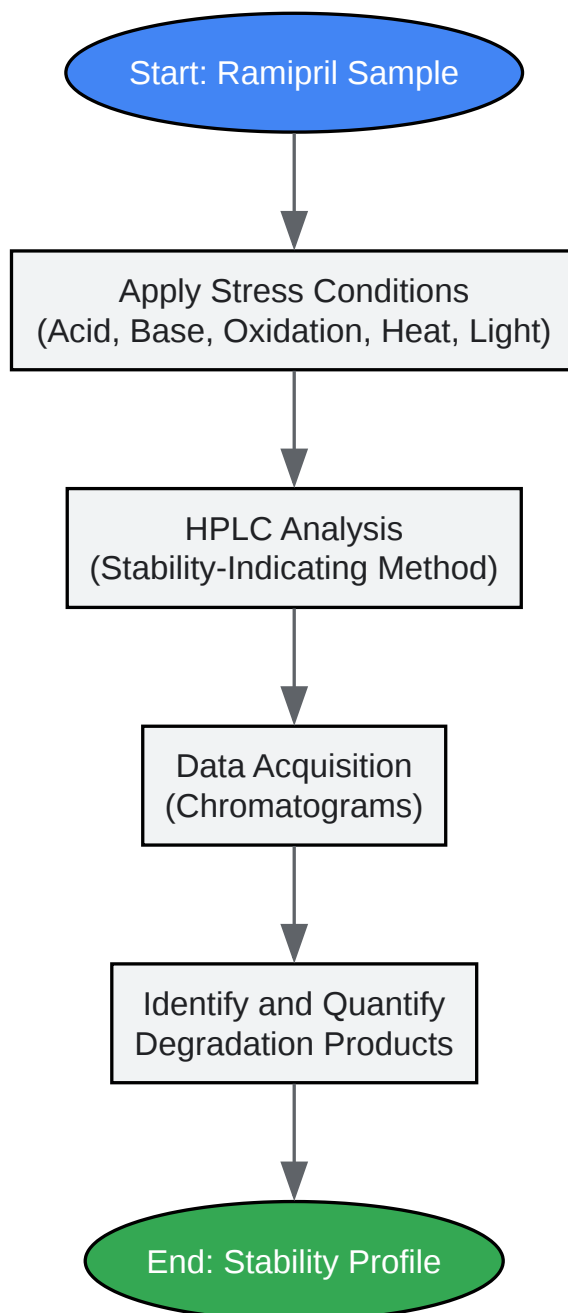 Start: Ramipril Sample
Apply Stress Conditions
(Acid, Base, Oxidation, Heat, Light)
HPLC Analysis
(Stability-Indicating Method)
Data Acquisition
(Chromatograms)
Identify and Quantify
Degradation Products
End: Stability Profile